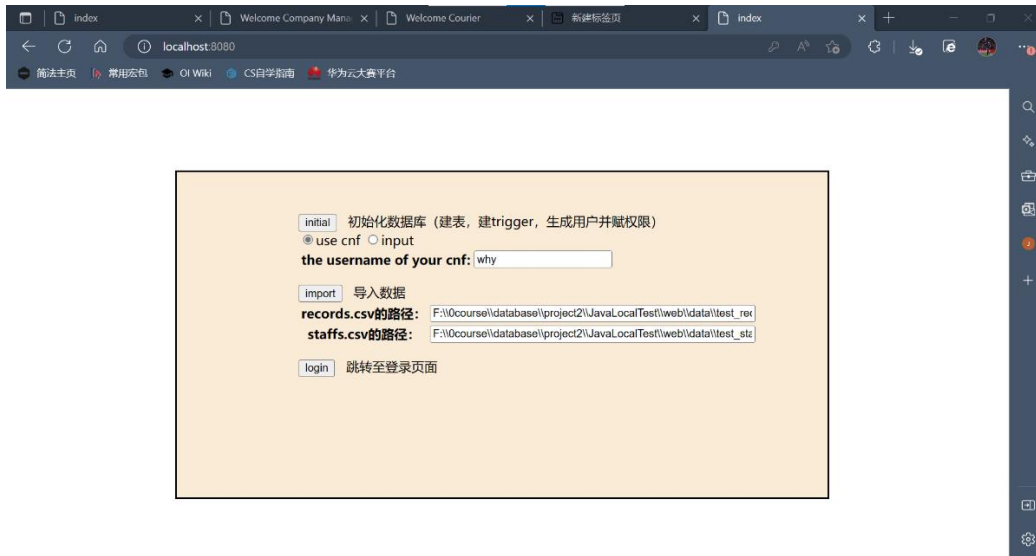 index
Welcome Company Mana
Welcome Courier
新建标签页
index
localhost:8080
简法主页
常用宏包
OI Wiki
CS自学指南
华为云大赛平台
initial 初始化数据库（建表，建trigger，生成用户并赋权限）
use cnf input
the username of your cnf: why
import 导入数据
records.csv的路径： F:\\0course\\database\\project2\\JavaLocalTest\\web\\data\\test_rec
staffs.csv的路径： F:\\0course\\database\\project2\\JavaLocalTest\\web\\data\\test_sta
login 跳转至登录页面